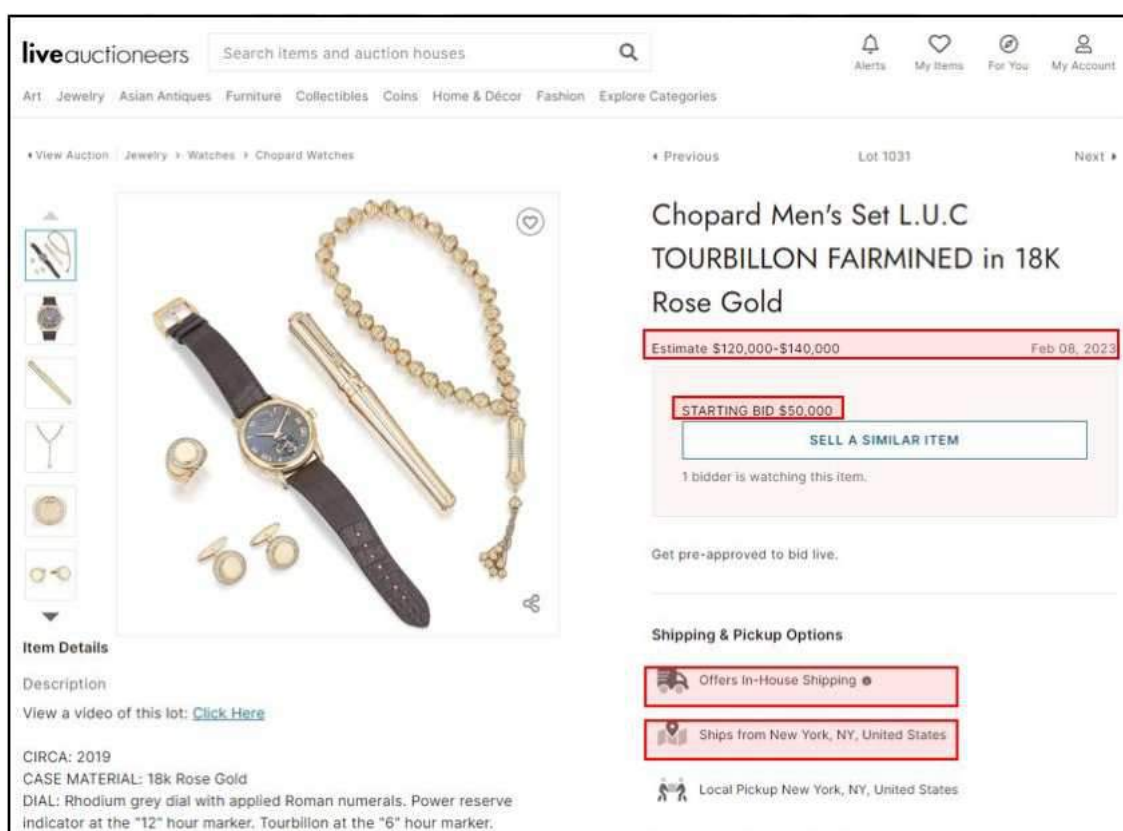 liveauctioneers
Search items and auction houses
Alerts My Items For You My Account
Art Jewelry Asian Antiques Furniture Collectibles Coins Home & Décor Fashion Explore Categories
View Auction Jewelry Watches Chopard Watches
Previous Lot 1031 Next
Chopard Men's Set L.U.C
TOURBILLON FAIRMINED in 18K
Rose Gold
Estimate $120,000-$140,000 Feb 08, 2023
STARTING BID $50,000
SELL A SIMILAR ITEM
1 bidder is watching this item.
Get pre-approved to bid live.
Shipping & Pickup Options
Offers In-House Shipping
Ships from New York, NY, United States
Local Pickup New York, NY, United States
Item Details
Description
View a video of this lot: Click Here
CIRCA: 2019
CASE MATERIAL: 18k Rose Gold
DIAL: Rhodium grey dial with applied Roman numerals. Power reserve
indicator at the "12" hour marker. Tourbillon at the "6" hour marker.